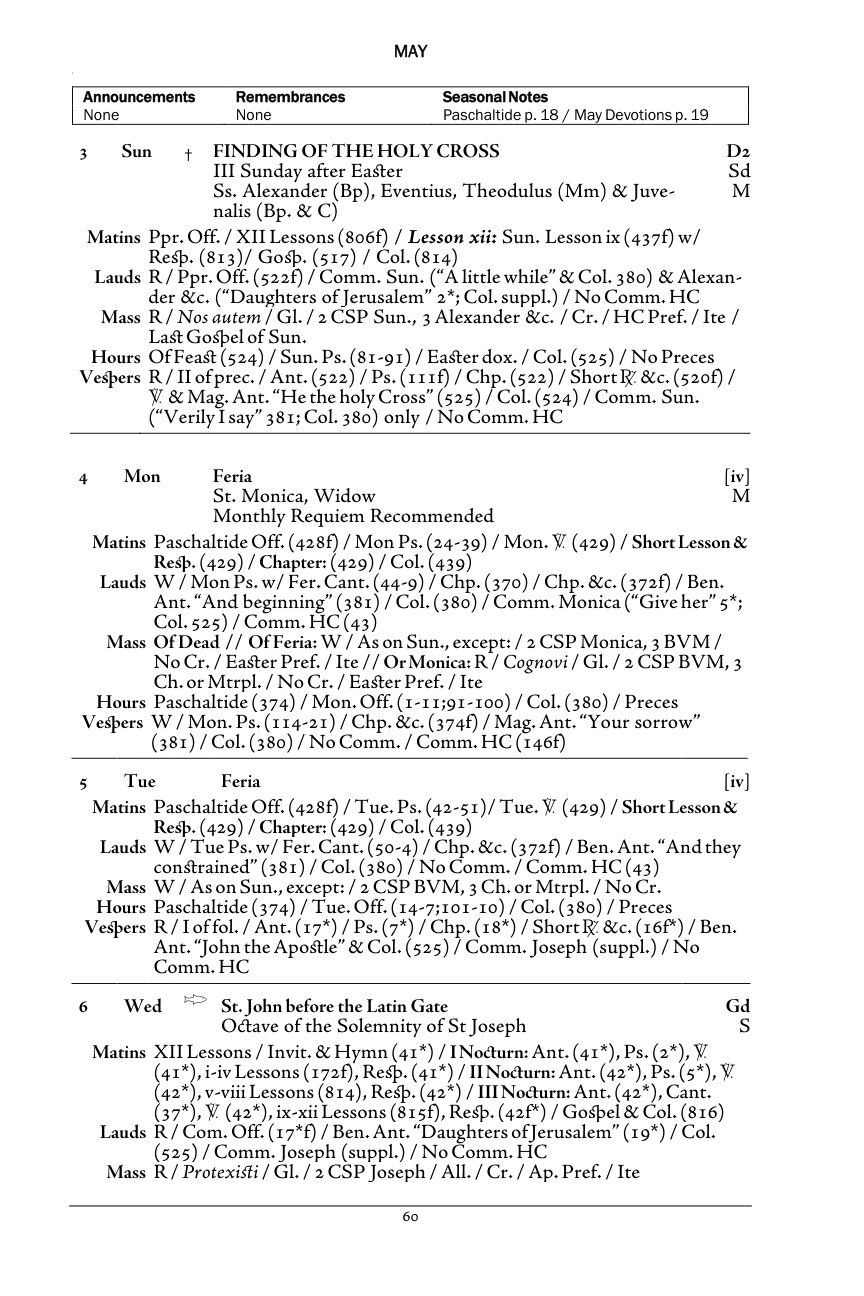 MAY
Announcements Remembrances Seasonal Notes
None None Paschaltide p. 18 / May Devotions p. 19
3 Sun † FINDING OF THE HOLY CROSS D2
III Sunday after Easter Sd
Ss. Alexander (Bp), Eventius, Theodulus (Mm) & Juve- M
nalis (Bp. & C)
Matins Ppr. Off. / XII Lessons (806f) / Lesson xii: Sun. Lesson ix (437f) w/
Resp. (813)/ Gosp. (517) / Col. (814)
Lauds R / Ppr. Off. (522f) / Comm. Sun. (“A little while” & Col. 380) & Alexan-
der &c. (“Daughters of Jerusalem” 2*; Col. suppl.) / No Comm. HC
Mass R / Nos autem / Gl. / 2 CSP Sun., 3 Alexander &c. / Cr. / HC Pref. / Ite /
Last Gospel of Sun.
Hours Of Feast (524) / Sun. Ps. (81-91) / Easter dox. / Col. (525) / No Preces
Vespers R / II of prec. / Ant. (522) / Ps. (111f) / Chp. (522) / Short ℟ &c. (520f) /
℣ & Mag. Ant. “He the holy Cross” (525) / Col. (524) / Comm. Sun.
(“Verily I say” 381; Col. 380) only / No Comm. HC
4 Mon Feria [iv]
St. Monica, Widow M
Monthly Requiem Recommended
Matins Paschaltide Off. (428f) / Mon Ps. (24-39) / Mon. ℣ (429) / Short Lesson &
Resp. (429) / Chapter: (429) / Col. (439)
Lauds W / Mon Ps. w/ Fer. Cant. (44-9) / Chp. (370) / Chp. &c. (372f) / Ben.
Ant. “And beginning” (381) / Col. (380) / Comm. Monica (“Give her” 5*;
Col. 525) / Comm. HC (43)
Mass Of Dead // Of Feria: W / As on Sun., except: / 2 CSP Monica, 3 BVM /
No Cr. / Easter Pref. / Ite // Or Monica: R / Cognovi / Gl. / 2 CSP BVM, 3
Ch. or Mtrpl. / No Cr. / Easter Pref. / Ite
Hours Paschaltide (374) / Mon. Off. (1-11;91-100) / Col. (380) / Preces
Vespers W / Mon. Ps. (114-21) / Chp. &c. (374f) / Mag. Ant. “Your sorrow”
(381) / Col. (380) / No Comm. / Comm. HC (146f)
5 Tue Feria [iv]
Matins Paschaltide Off. (428f) / Tue. Ps. (42-51)/ Tue. ℣ (429) / Short Lesson &
Resp. (429) / Chapter: (429) / Col. (439)
Lauds W / Tue Ps. w/ Fer. Cant. (50-4) / Chp. &c. (372f) / Ben. Ant. “And they
constrained” (381) / Col. (380) / No Comm. / Comm. HC (43)
Mass W / As on Sun., except: / 2 CSP BVM, 3 Ch. or Mtrpl. / No Cr.
Hours Paschaltide (374) / Tue. Off. (14-7;101-10) / Col. (380) / Preces
Vespers R / I of fol. / Ant. (17*) / Ps. (7*) / Chp. (18*) / Short ℟ &c. (16f*) / Ben.
Ant. “John the Apostle” & Col. (525) / Comm. Joseph (suppl.) / No
Comm. HC
6 Wed St. John before the Latin Gate Gd
Octave of the Solemnity of St Joseph S
Matins XII Lessons / Invit. & Hymn (41*) / I Nocturn: Ant. (41*), Ps. (2*), ℣
(41*), i-iv Lessons (172f), Resp. (41*) / II Nocturn: Ant. (42*), Ps. (5*), ℣
(42*), v-viii Lessons (814), Resp. (42*) / III Nocturn: Ant. (42*), Cant.
(37*), ℣ (42*), ix-xii Lessons (815f), Resp. (42f*) / Gospel & Col. (816)
Lauds R / Com. Off. (17*f) / Ben. Ant. “Daughters of Jerusalem” (19*) / Col.
(525) / Comm. Joseph (suppl.) / No Comm. HC
Mass R / Protexisti / Gl. / 2 CSP Joseph / All. / Cr. / Ap. Pref. / Ite
60